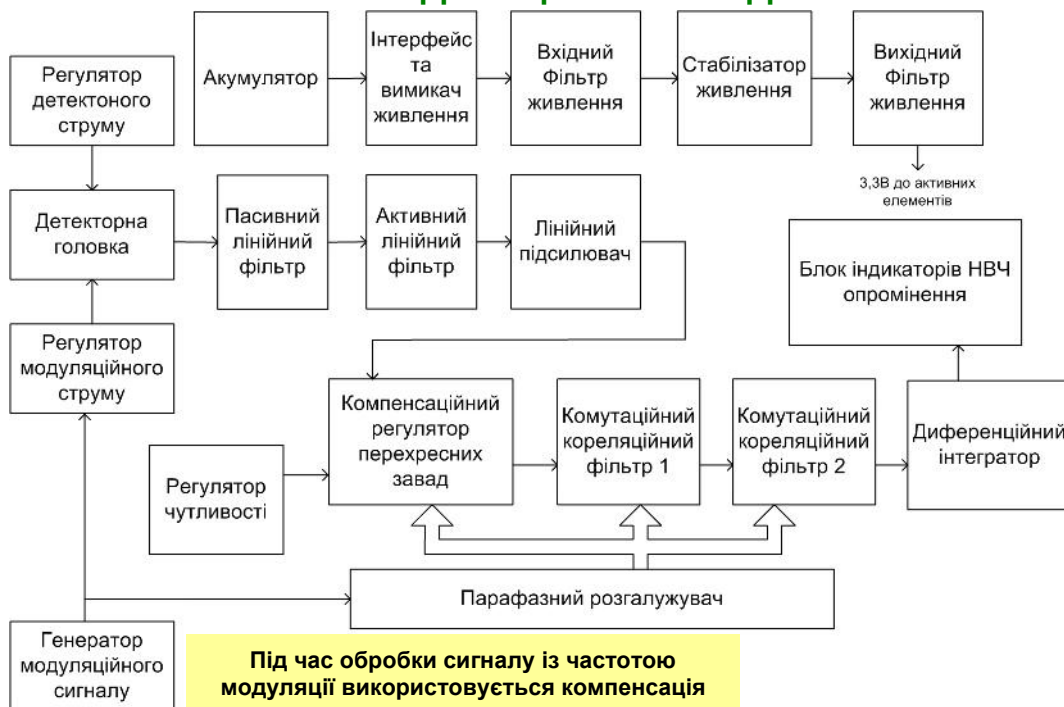 Регулятор
детектоного
струму
Акумулятор
Інтерфейс
та
вимикач
живлення
Вхідний
Фільтр
живлення
Стабілізатор
живлення
Вихідний
Фільтр
живлення
3,3В до активних
елементів
Детекторна
головка
Пасивний
лінійний
фільтр
Активний
лінійний
фільтр
Лінійний
підсилювач
Блок індикаторів НВЧ
опромінення
Регулятор
модуляційного
струму
Регулятор
чутливості
Компенсаційний
регулятор
перехресних
завад
Комутаційний
кореляційний
фільтр 1
Комутаційний
кореляційний
фільтр 2
Диференційний
інтегратор
Парафазний розгалужувач
Генератор
модуляційного
сигналу
Під час обробки сигналу із частотою
модуляції використовується компенсація